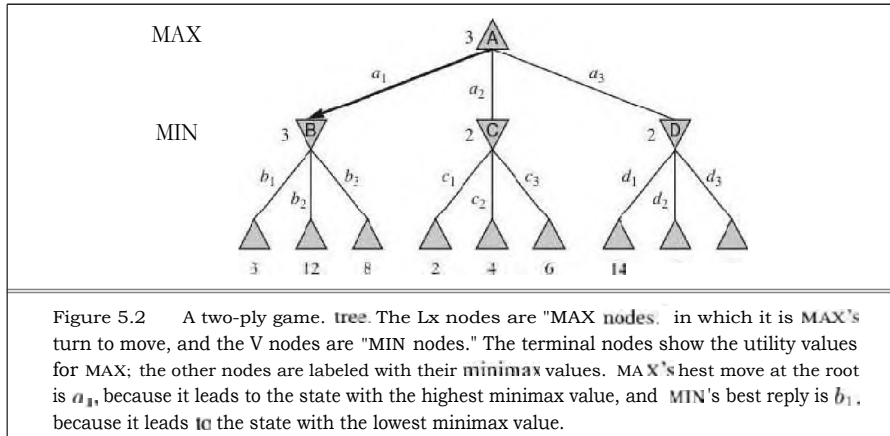 MAX
3 A
a1 a2 a3
MIN
3 B 2 C 2 D
b1 b2 b3 c1 c2 c3 d1 d2 d3
3 12 8 2 4 6 14
Figure 5.2 A two-ply game. tree. The Lx nodes are "MAX nodes. in which it is MAX's
turn to move, and the V nodes are "MIN nodes." The terminal nodes show the utility values
for MAX; the other nodes are labeled with their minimax values. MAX's hest move at the root
is a1, because it leads to the state with the highest minimax value, and MIN's best reply is b1,
because it leads to the state with the lowest minimax value.